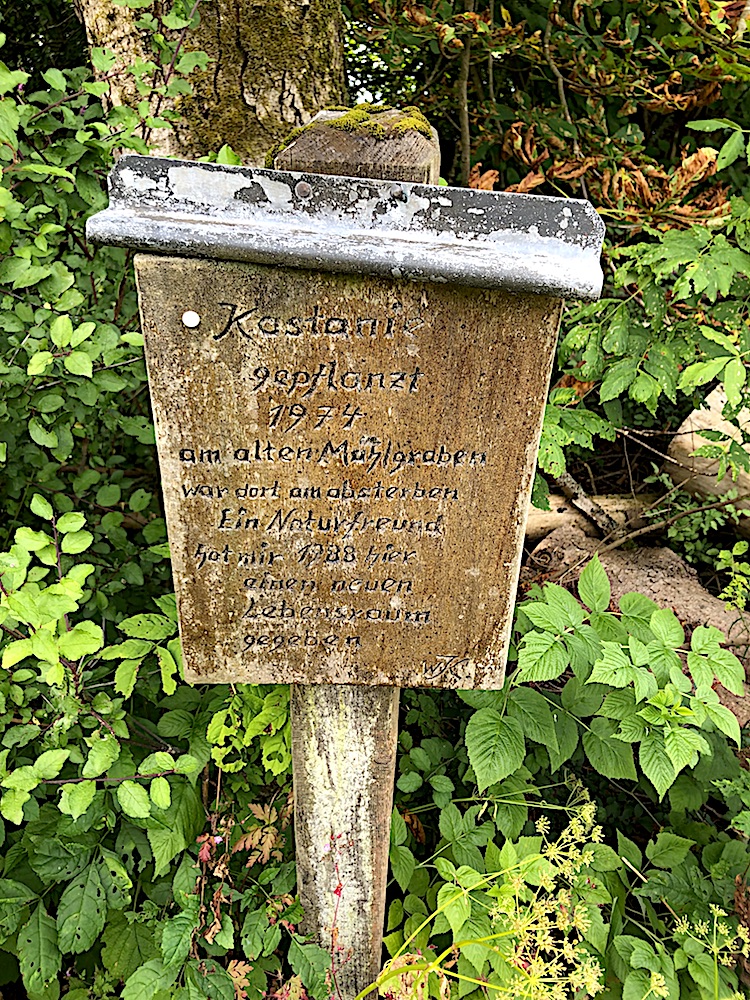 Kastanie
gepflanzt
1974
am alten Mühlgraben
war dort am absterben
Ein Naturfreund
hat mir 1988 hier
einen neuen
Lebensraum
gegeben